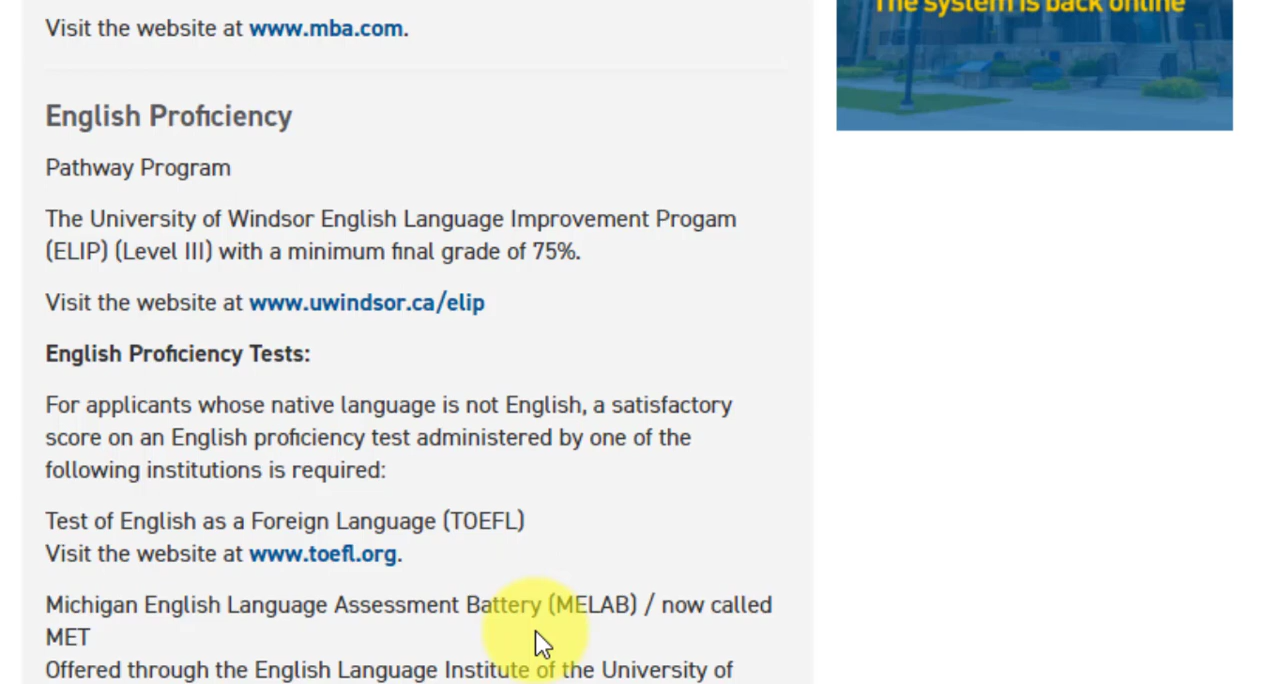 The system is back online
Visit the website at www.mba.com.
English Proficiency
Pathway Program
The University of Windsor English Language Improvement Progam
(ELIP) (Level III) with a minimum final grade of 75%.
Visit the website at www.uwindsor.ca/elip
English Proficiency Tests:
For applicants whose native language is not English, a satisfactory
score on an English proficiency test administered by one of the
following institutions is required:
Test of English as a Foreign Language (TOEFL)
Visit the website at www.toefl.org.
Michigan English Language Assessment Battery (MELAB) / now called
MET
Offered through the English Language Institute of the University of